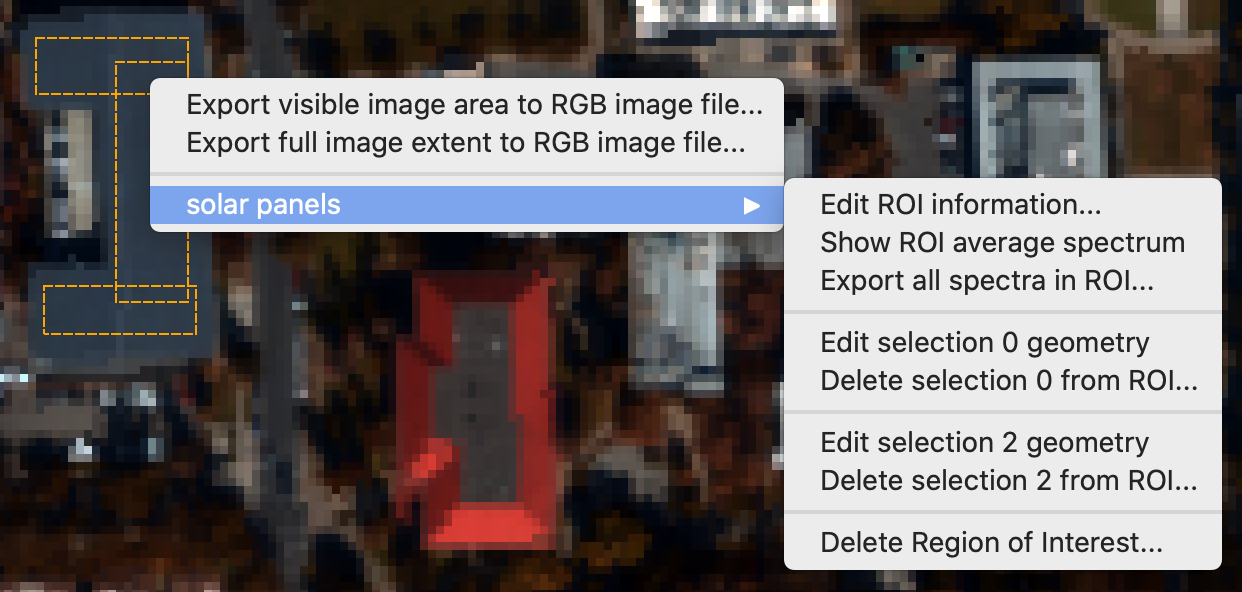 Export visible image area to RGB image file...
Export full image extent to RGB image file...
solar panels
Edit ROI information...
Show ROI average spectrum
Export all spectra in ROI...
Edit selection 0 geometry
Delete selection 0 from ROI...
Edit selection 2 geometry
Delete selection 2 from ROI...
Delete Region of Interest...